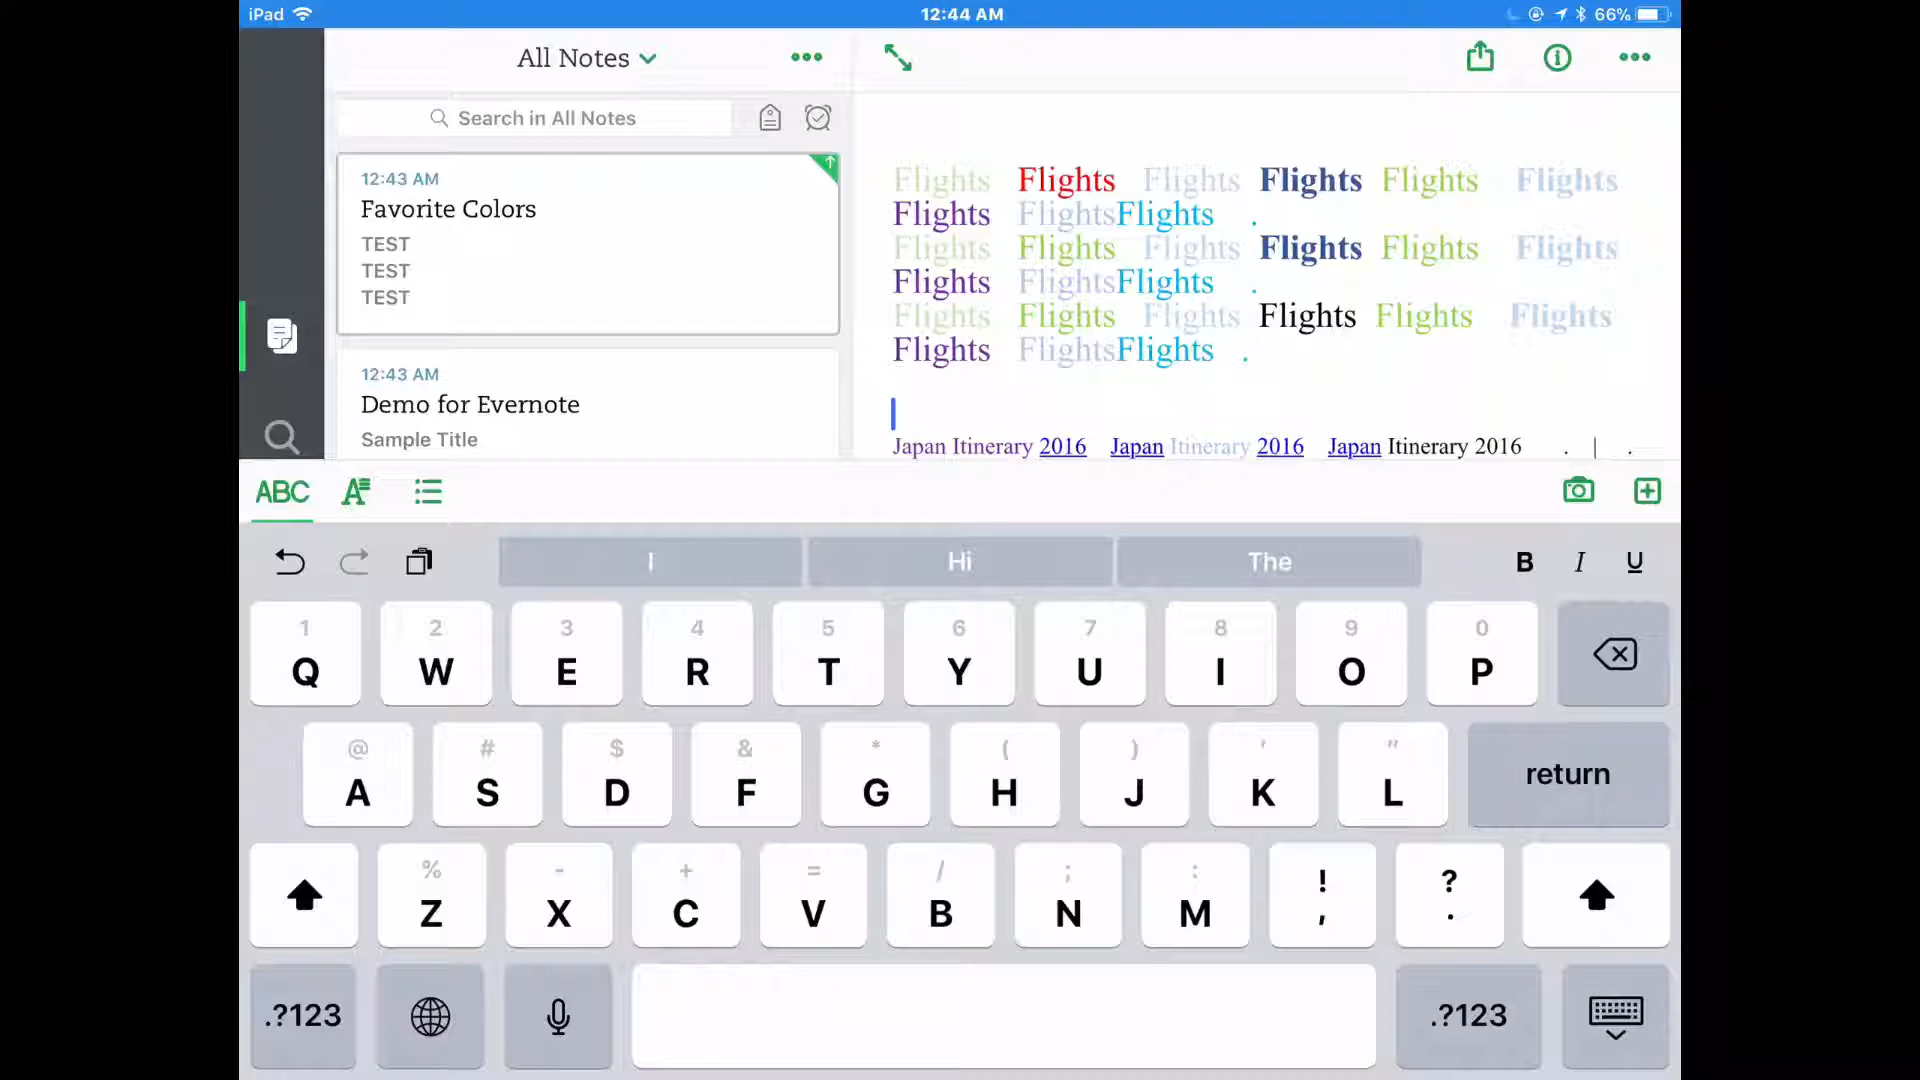 iPad 12:44 AM 66%
All Notes
Search in All Notes
12:43 AM
Favorite Colors
TEST
TEST
TEST
12:43 AM
Demo for Evernote
Sample Title
Flights Flights Flights Flights Flights Flights
Flights FlightsFlights .
Flights Flights Flights Flights Flights Flights
Flights FlightsFlights .
Flights Flights Flights Flights Flights Flights
Flights FlightsFlights .
Japan Itinerary 2016 Japan Itinerary 2016 Japan Itinerary 2016 . | .
ABC A
I Hi The B I U
1 2 3 4 5 6 7 8 9 0
Q W E R T Y U I O P
@ # $ & * ( ) ' "
A S D F G H J K L return
% - + = / ; : ! ?
Z X C V B N M , .
.?123 .?123